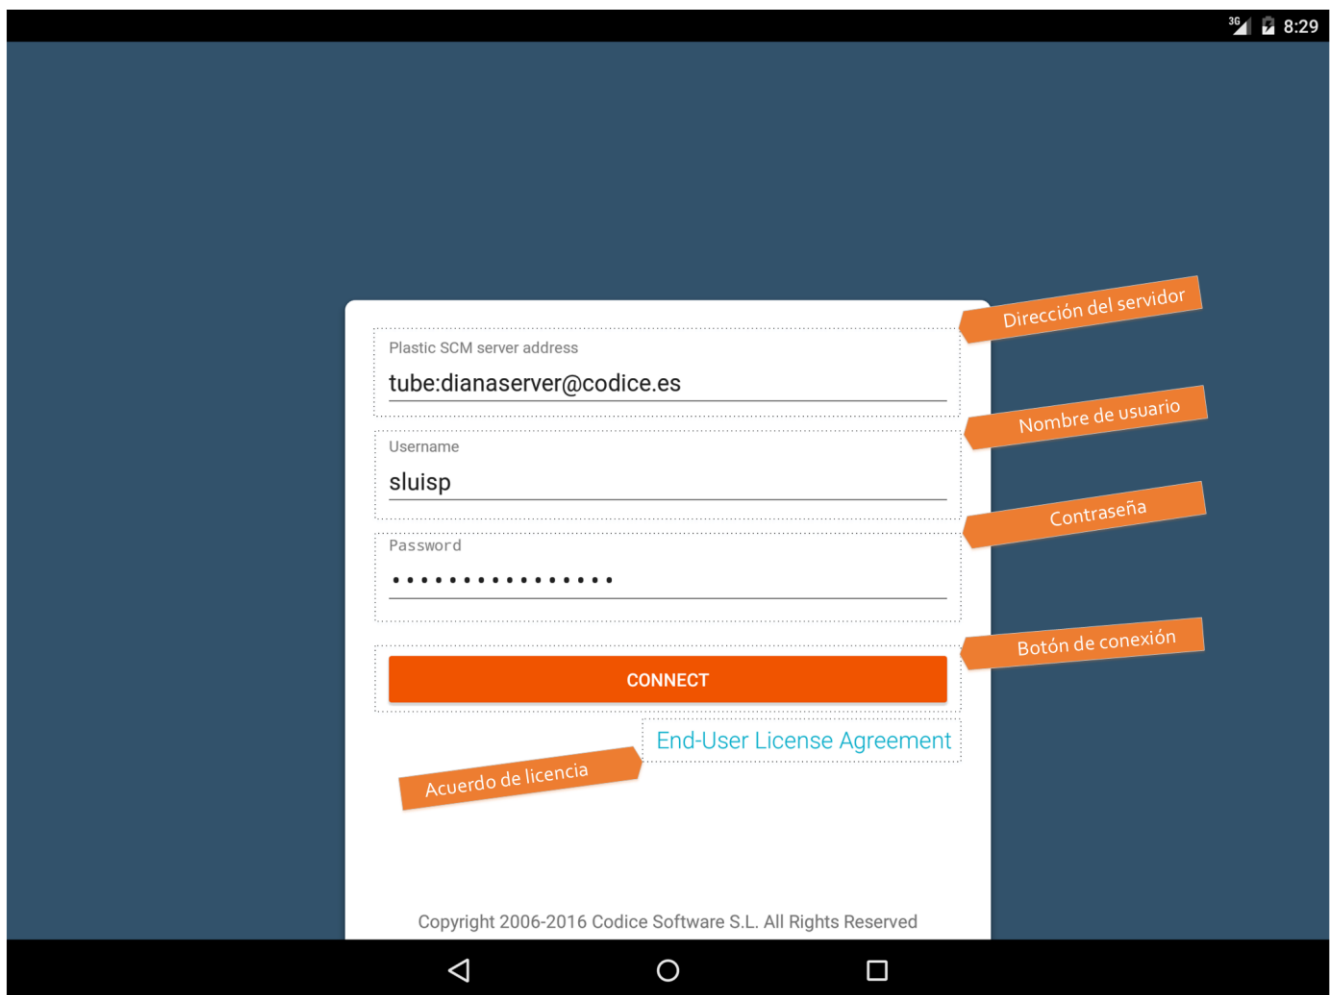 3G 8:29
Dirección del servidor
Plastic SCM server address
tube:dianaserver@codice.es
Nombre de usuario
Username
sluisp
Contraseña
Password
••••••••••••••••
Botón de conexión
CONNECT
End-User License Agreement
Acuerdo de licencia
Copyright 2006-2016 Codice Software S.L. All Rights Reserved